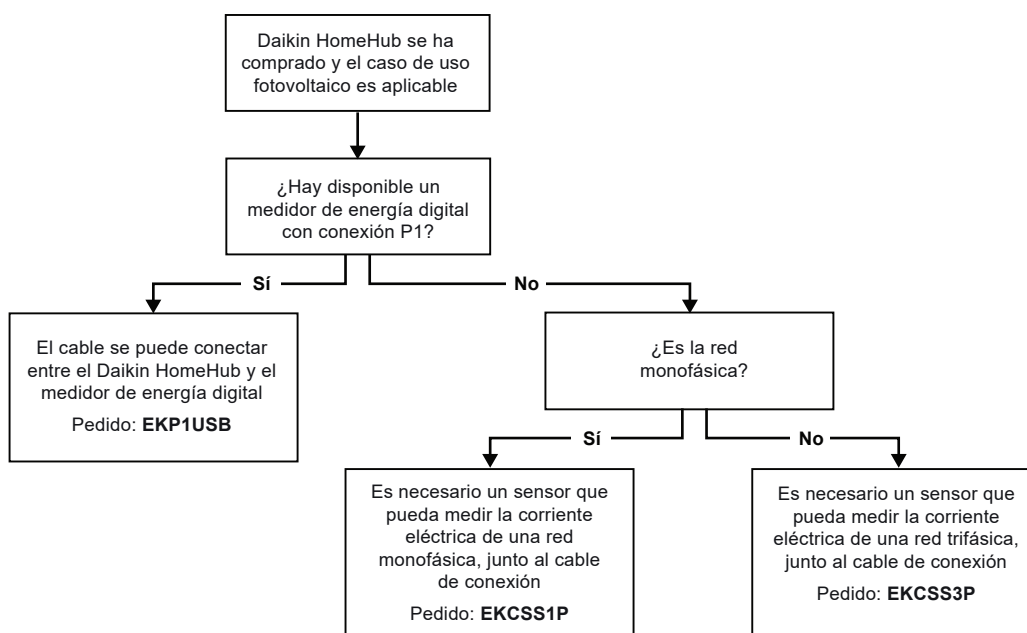 Daikin HomeHub se ha
comprado y el caso de uso
fotovoltaico es aplicable
¿Hay disponible un
medidor de energía digital
con conexión P1?
Sí
No
El cable se puede conectar
entre el Daikin HomeHub y el
medidor de energía digital
Pedido: EKP1USB
¿Es la red
monofásica?
Sí
No
Es necesario un sensor que
pueda medir la corriente
eléctrica de una red
monofásica, junto al cable
de conexión
Pedido: EKCSS1P
Es necesario un sensor que
pueda medir la corriente
eléctrica de una red trifásica,
junto al cable de conexión
Pedido: EKCSS3P